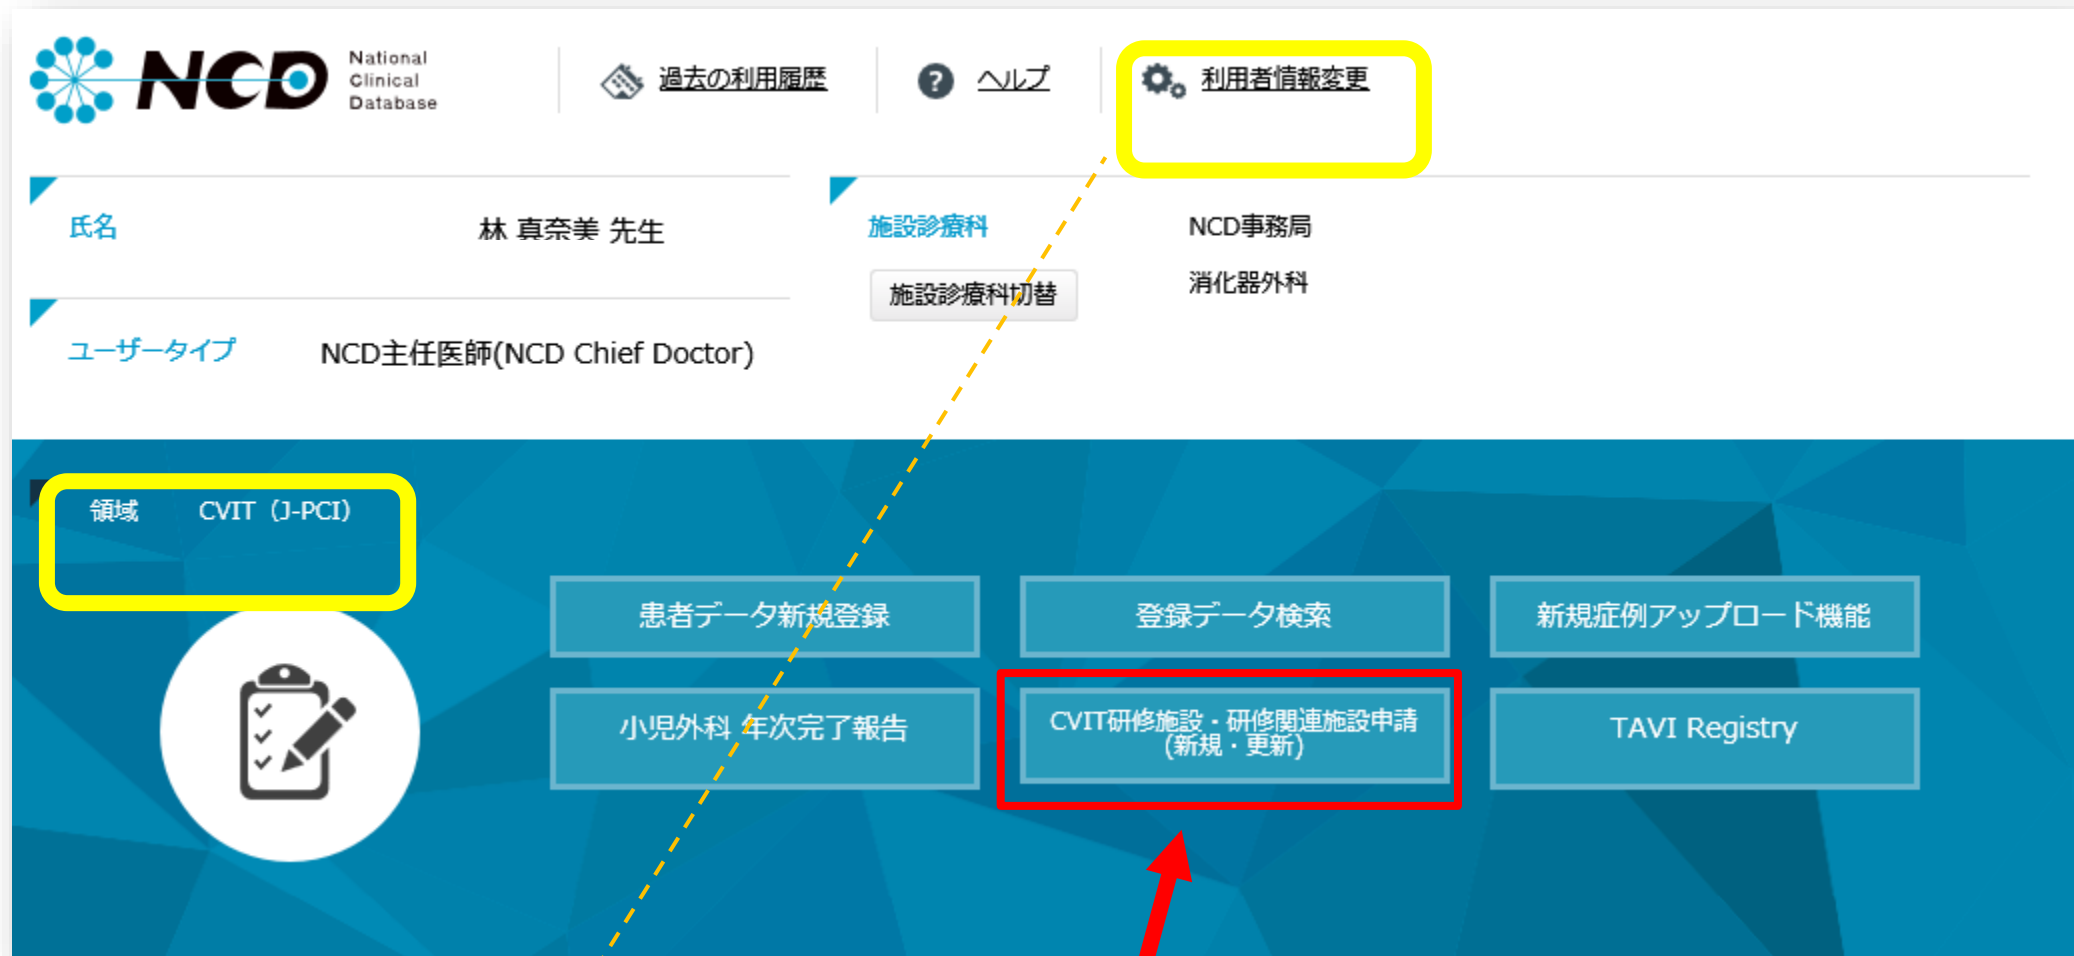 NCD
National
Clinical
Database
過去の利用履歴
ヘルプ
利用者情報変更
氏名 林 真奈美 先生
施設診療科 NCD事務局
施設診療科切替 消化器外科
ユーザータイプ NCD主任医師(NCD Chief Doctor)
領域 CVIT（J-PCI）
患者データ新規登録
登録データ検索
新規症例アップロード機能
小児外科 年次完了報告
CVIT研修施設・研修関連施設申請
(新規・更新)
TAVI Registry